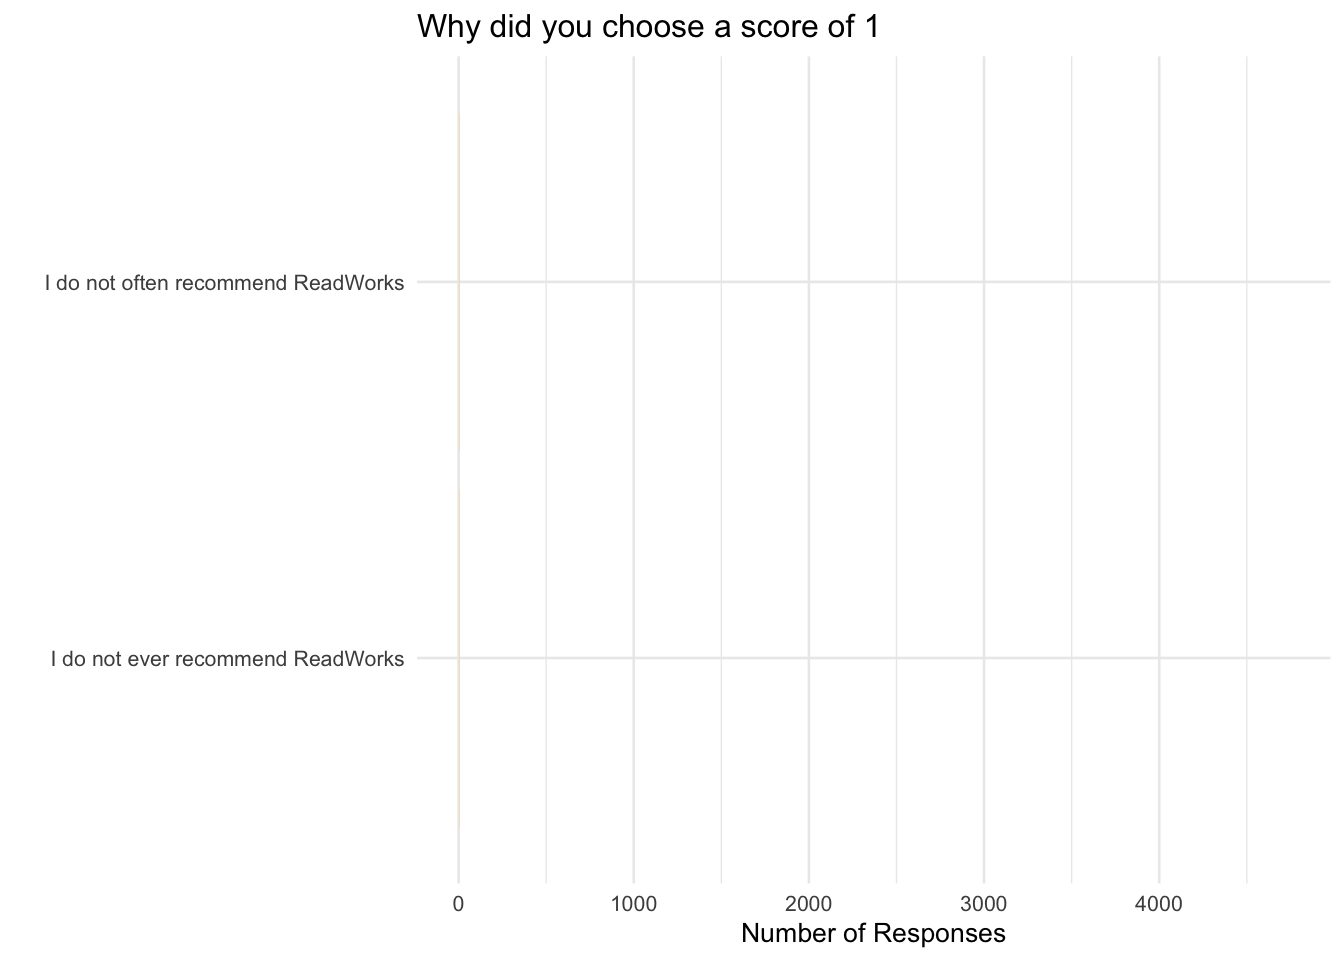 Why did you choose a score of 1
I do not often recommend ReadWorks
I do not ever recommend ReadWorks
0 1000 2000 3000 4000
Number of Responses